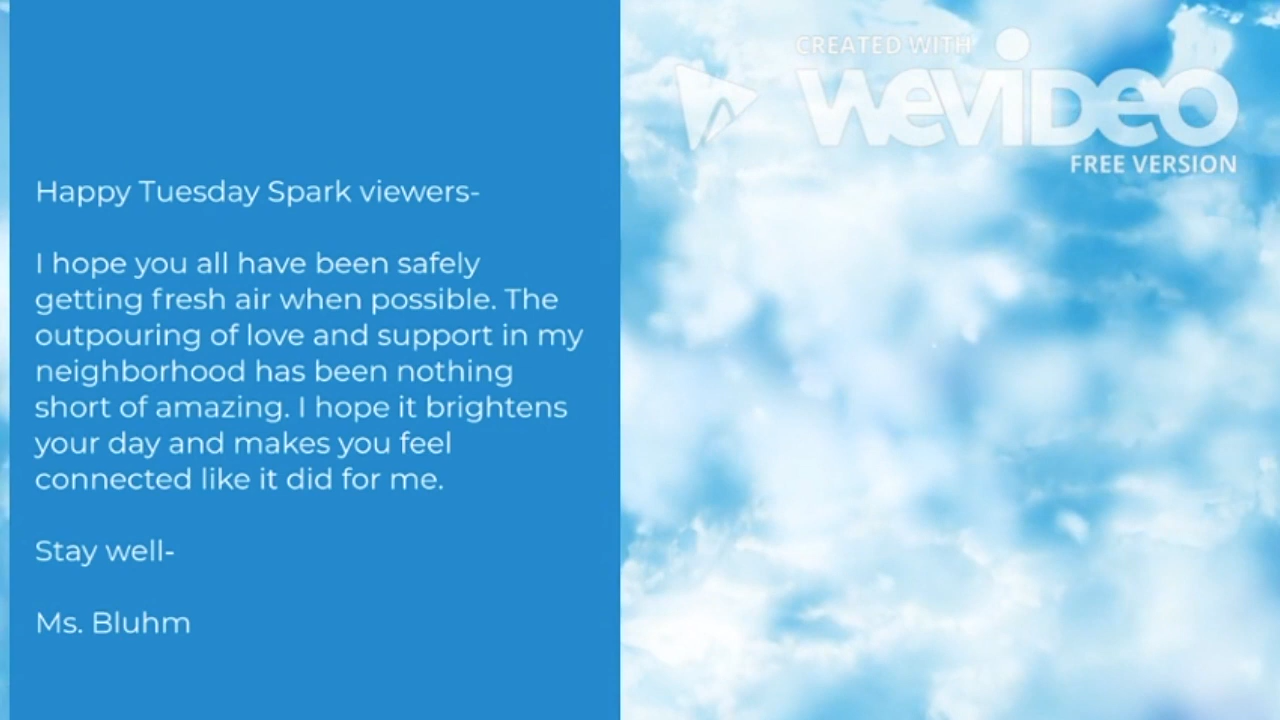 Happy Tuesday Spark viewers-
I hope you all have been safely
getting fresh air when possible. The
outpouring of love and support in my
neighborhood has been nothing
short of amazing. I hope it brightens
your day and makes you feel
connected like it did for me.
Stay well-
Ms. Bluhm
CREATED WITH
WEVIDEO
FREE VERSION